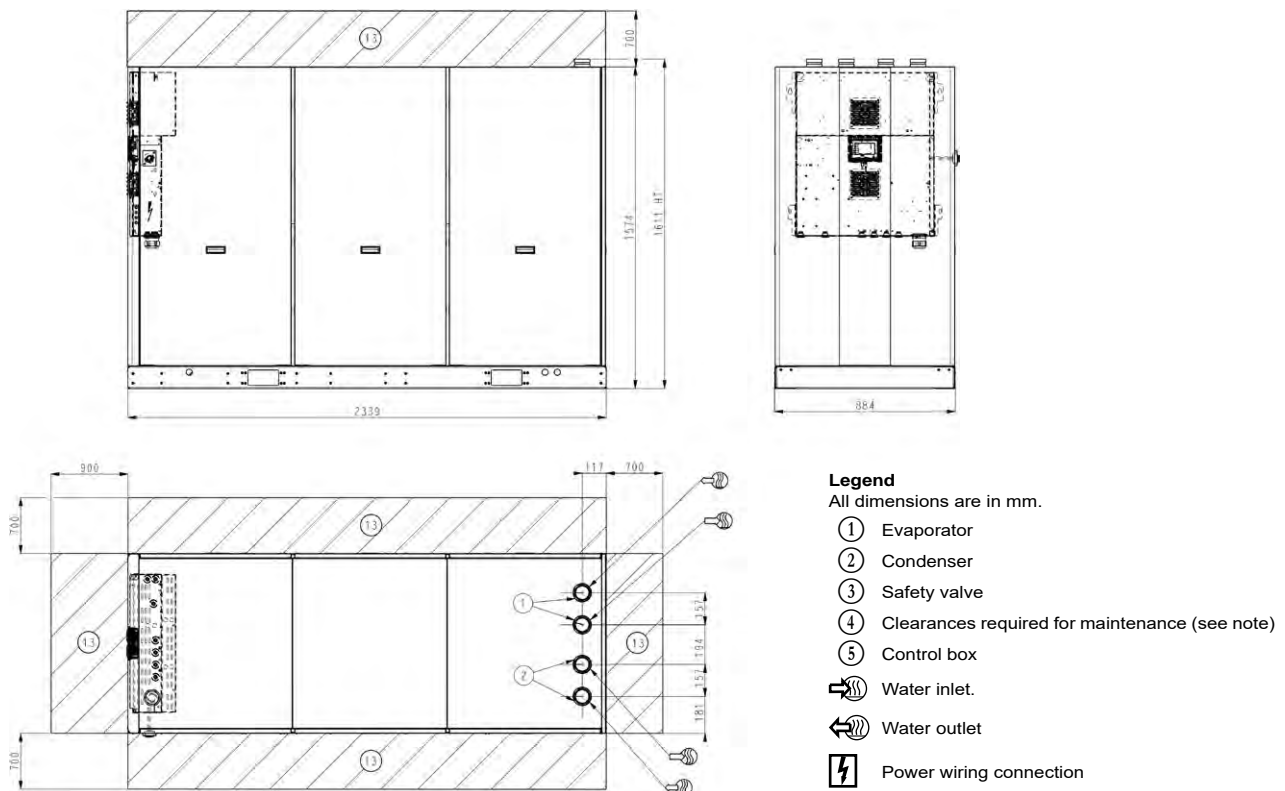 13
700
1574
1611 HT
2339
884
900
117
700
700
13
13
1
2
13
157
194
157
181
700
13
Legend
All dimensions are in mm.
1 Evaporator
2 Condenser
3 Safety valve
4 Clearances required for maintenance (see note)
5 Control box
Water inlet.
Water outlet
Power wiring connection